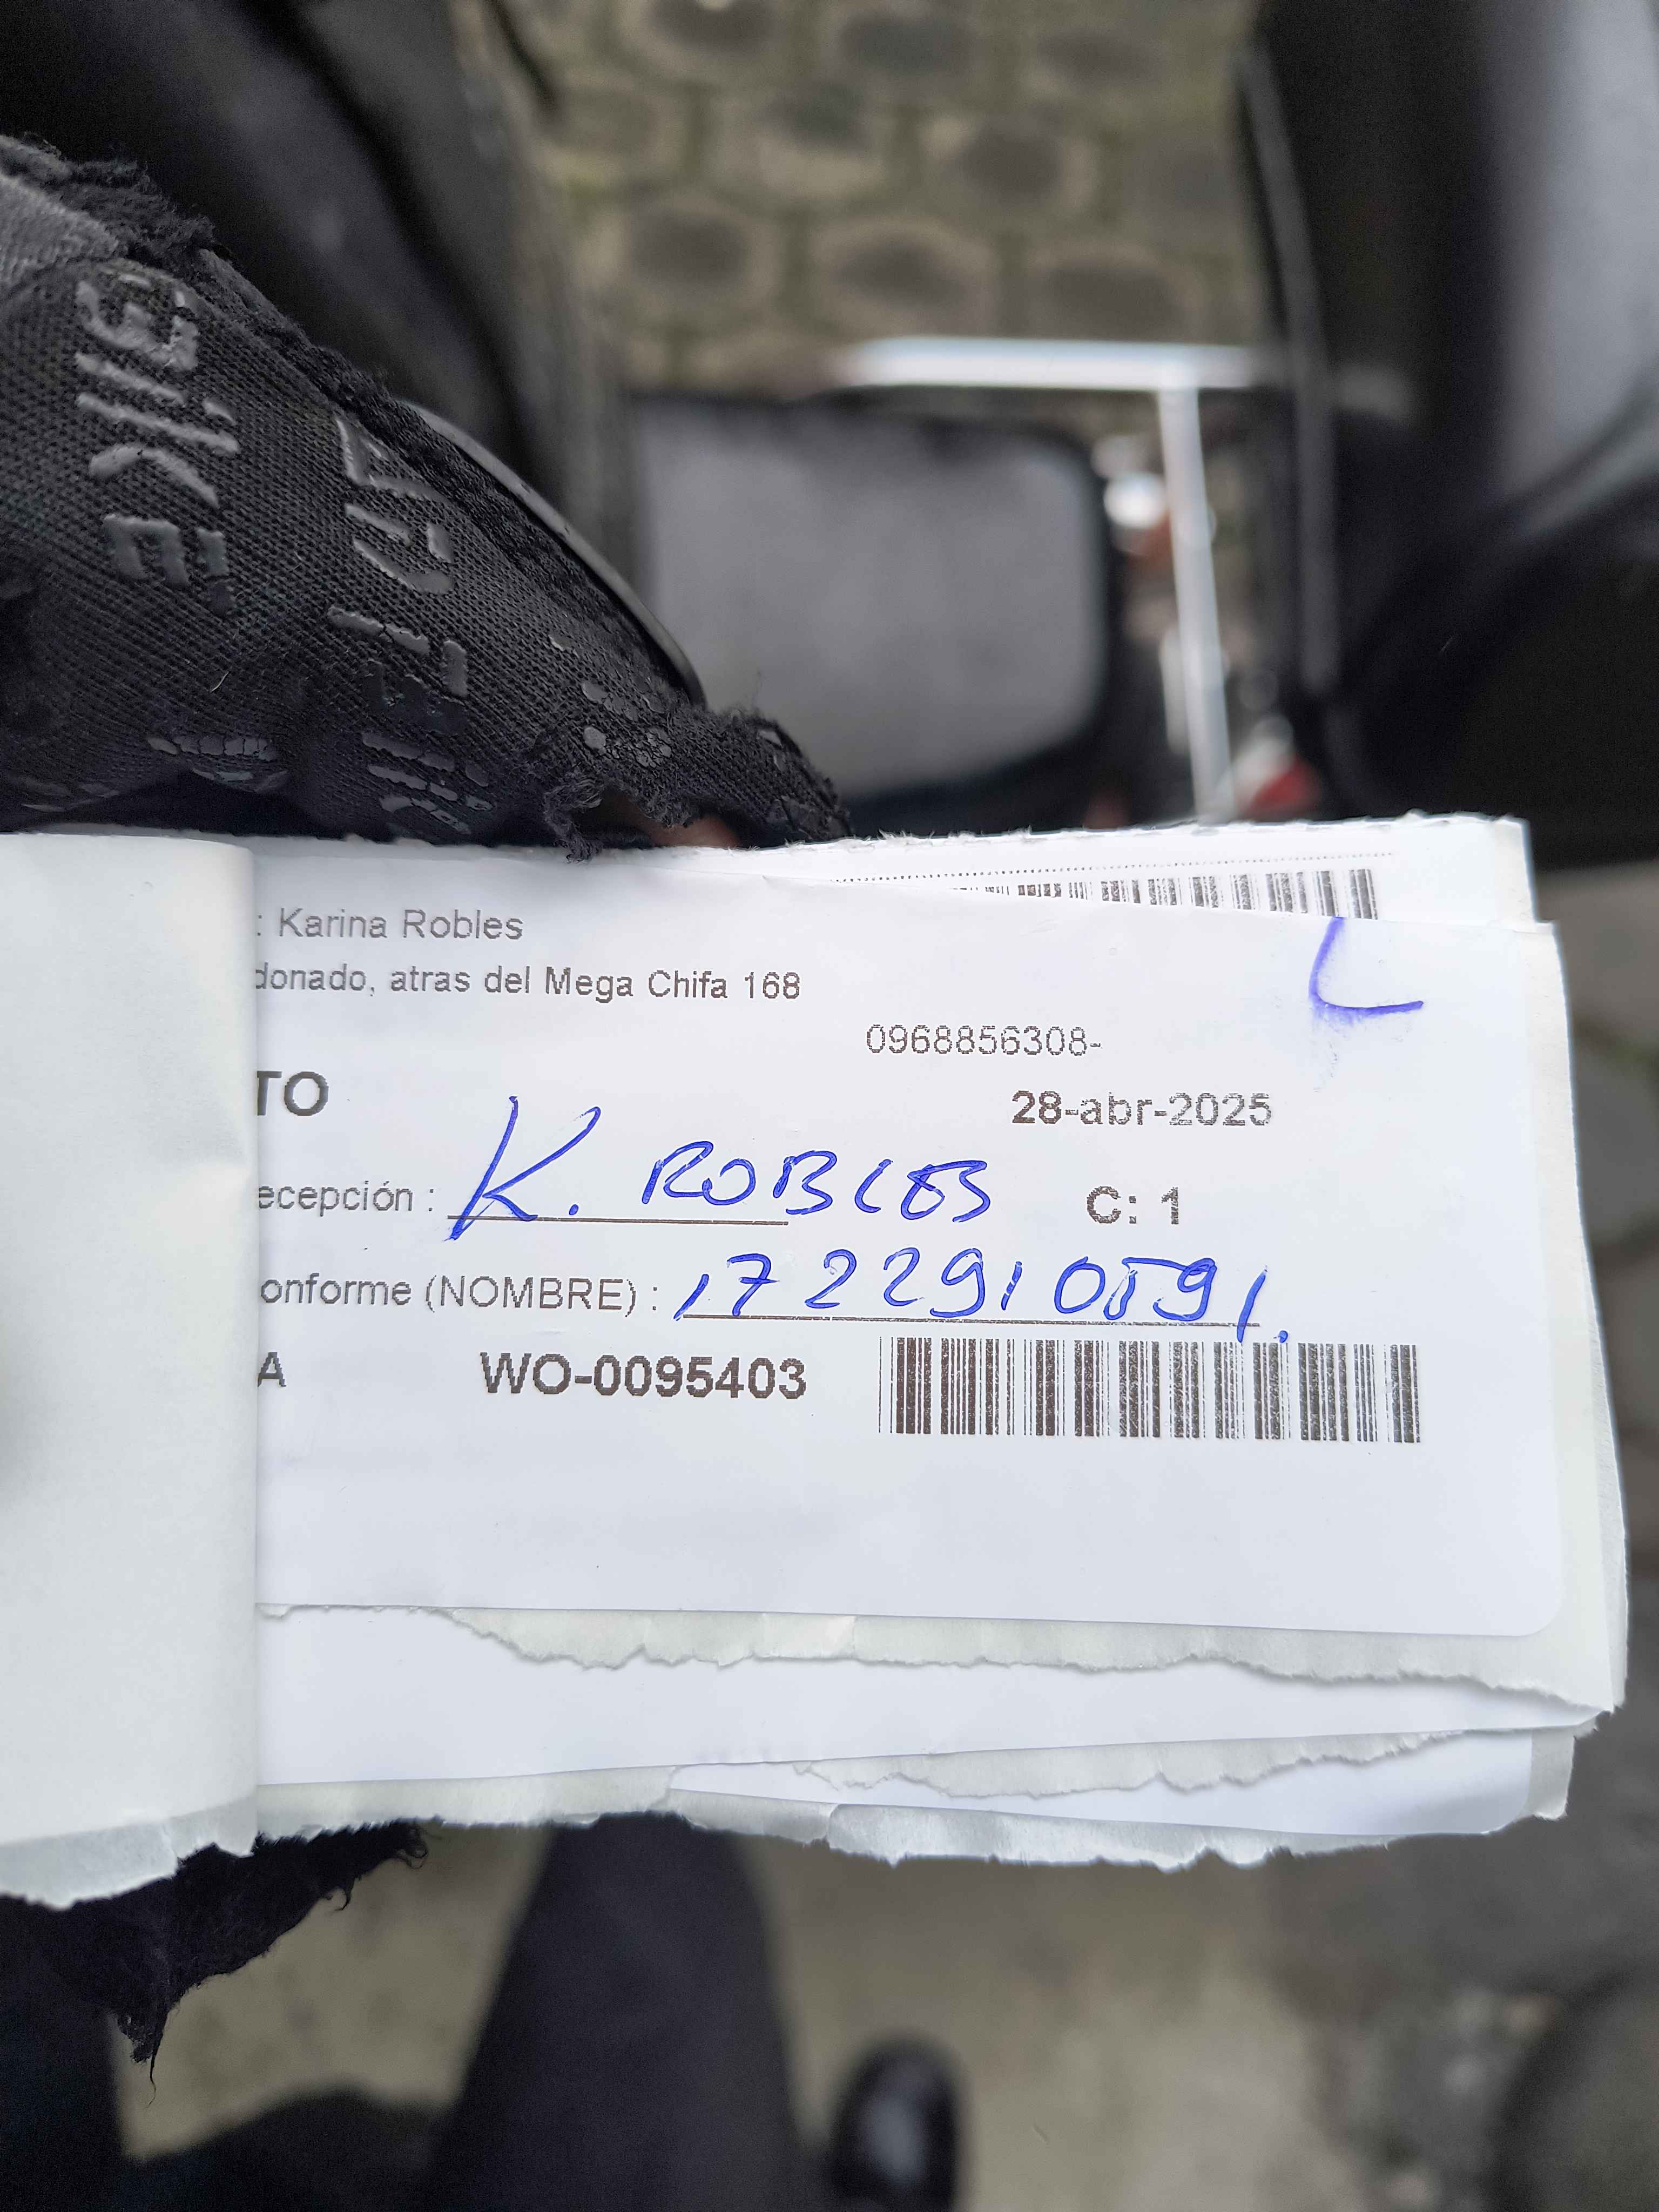 : Karina Robles
donado, atras del Mega Chifa 168
0968856308-
TO 28-abr-2025
ecepción : K. ROBLES C: 1
onforme (NOMBRE) : 1722910591.
A WO-0095403
L